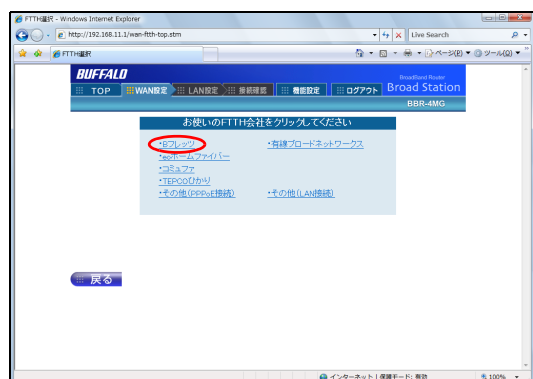 FTTH選択 - Windows Internet Explorer
http://192.168.11.1/wan-ftth-top.stm
Live Search
FTTH選択
ページ(P)
ツール(O)
BUFFALO
BroadBand Router
Broad Station
TOP
WAN設定
LAN設定
接続確認
機能設定
ログアウト
BBR-4MG
お使いのFTTH会社をクリックしてください
・Bフレッツ
・有線ブロードネットワークス
・eoホームファイバー
・コミュファ
・TEPCOひかり
・その他(PPPoE接続)
・その他(LAN接続)
戻る
インターネット | 保護モード: 有効
100%